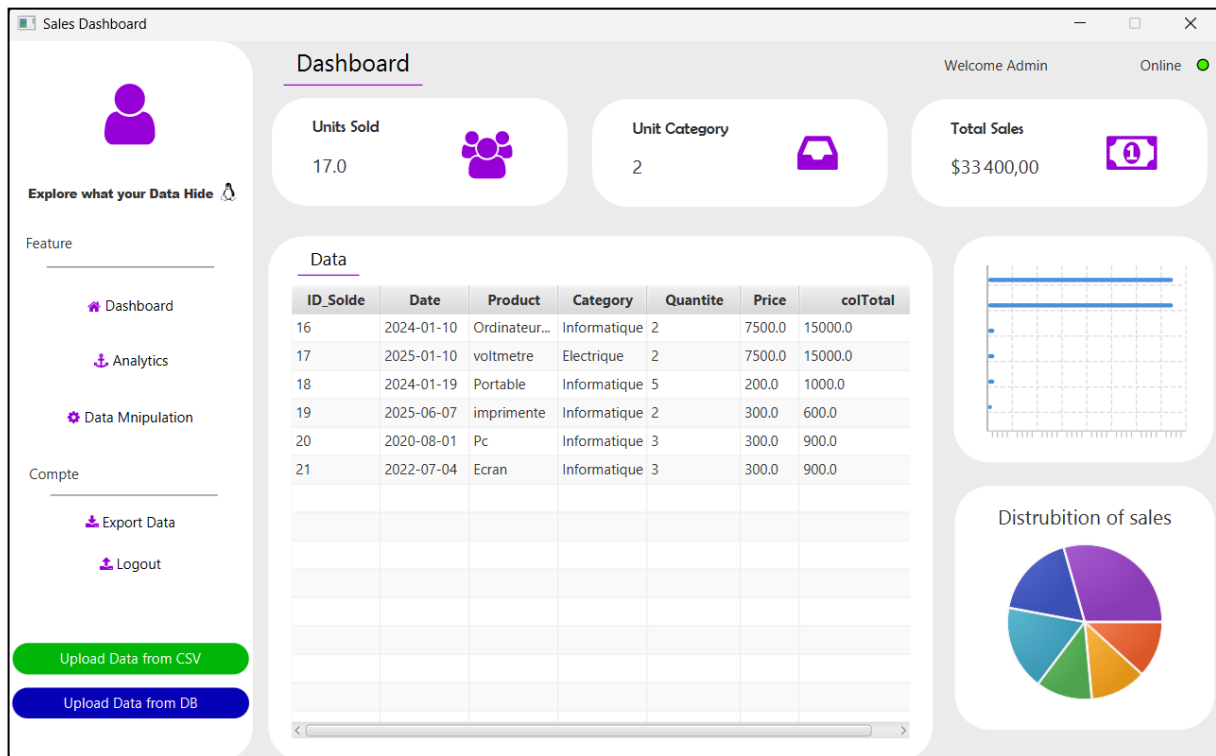 Sales Dashboard
Explore what your Data Hide
Feature
Dashboard
Analytics
Data Mnipulation
Compte
Export Data
Logout
Upload Data from CSV
Upload Data from DB
Dashboard
Welcome Admin
Online
Units Sold
17.0
Unit Category
2
Total Sales
$33 400,00
1
Data
ID_Solde Date Product Category Quantite Price colTotal
16 2024-01-10 Ordinateur... Informatique 2 7500.0 15000.0
17 2025-01-10 voltmetre Electrique 2 7500.0 15000.0
18 2024-01-19 Portable Informatique 5 200.0 1000.0
19 2025-06-07 imprimente Informatique 2 300.0 600.0
20 2020-08-01 Pc Informatique 3 300.0 900.0
21 2022-07-04 Ecran Informatique 3 300.0 900.0
Distrubition of sales